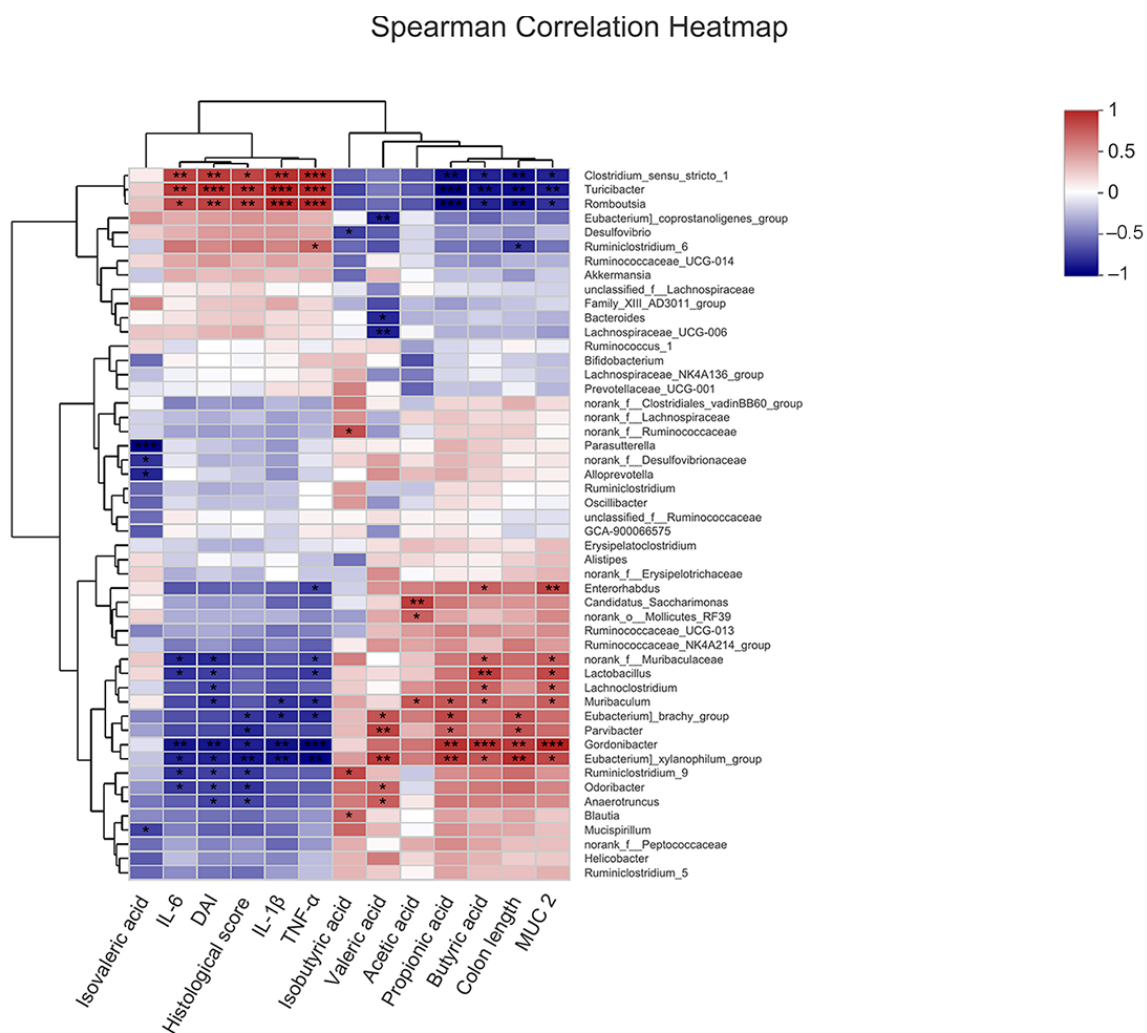 Spearman Correlation Heatmap
1
0.5
0
−0.5
−1
** ** * ** *** ** * ** *
Clostridium_sensu_stricto_1
** *** ** *** *** *** ** ** **
Turicibacter
* ** ** *** *** *** * ** *
Romboutsia
**
Eubacterium]_coprostanoligenes_group
*
Desulfovibrio
* *
Ruminiclostridium_6
Ruminococcaceae_UCG-014
Akkermansia
unclassified_f__Lachnospiraceae
Family_XIII_AD3011_group
*
Bacteroides
**
Lachnospiraceae_UCG-006
Ruminococcus_1
Bifidobacterium
Lachnospiraceae_NK4A136_group
Prevotellaceae_UCG-001
norank_f__Clostridiales_vadinBB60_group
norank_f__Lachnospiraceae
*
norank_f__Ruminococcaceae
***
Parasutterella
*
norank_f__Desulfovibrionaceae
*
Alloprevotella
Ruminiclostridium
Oscillibacter
unclassified_f__Ruminococcaceae
GCA-900066575
Erysipelatoclostridium
Alistipes
norank_f__Erysipelotrichaceae
* * **
Enterorhabdus
**
Candidatus_Saccharimonas
*
norank_o__Mollicutes_RF39
Ruminococcaceae_UCG-013
Ruminococcaceae_NK4A214_group
* * * * *
norank_f__Muribaculaceae
* * * ** *
Lactobacillus
* * *
Lachnoclostridium
* * * * * * *
Muribaculum
* * * * * *
Eubacterium]_brachy_group
* ** * *
Parvibacter
** ** * ** *** ** *** ** ***
Gordonibacter
* * ** ** ** ** ** * ** *
Eubacterium]_xylanophilum_group
* * * *
Ruminiclostridium_9
* * * *
Odoribacter
* * *
Anaerotruncus
*
Blautia
*
Mucispirillum
norank_f__Peptococcaceae
Helicobacter
Ruminiclostridium_5
Isovaleric acid
IL-6
DAI
Histological score
IL-1β
TNF-α
Isobutyric acid
Valeric acid
Acetic acid
Propionic acid
Butyric acid
Colon length
MUC 2